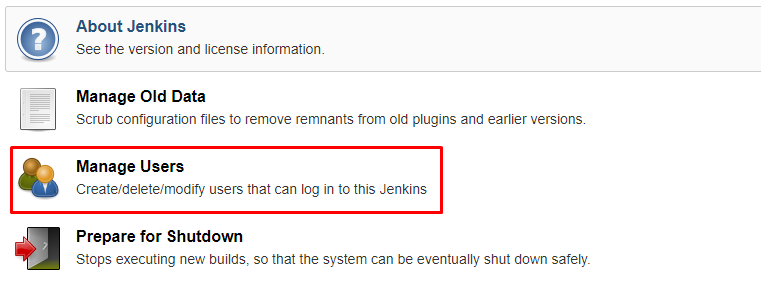 About Jenkins
See the version and license information.
Manage Old Data
Scrub configuration files to remove remnants from old plugins and earlier versions.
Manage Users
Create/delete/modify users that can log in to this Jenkins
Prepare for Shutdown
Stops executing new builds, so that the system can be eventually shut down safely.